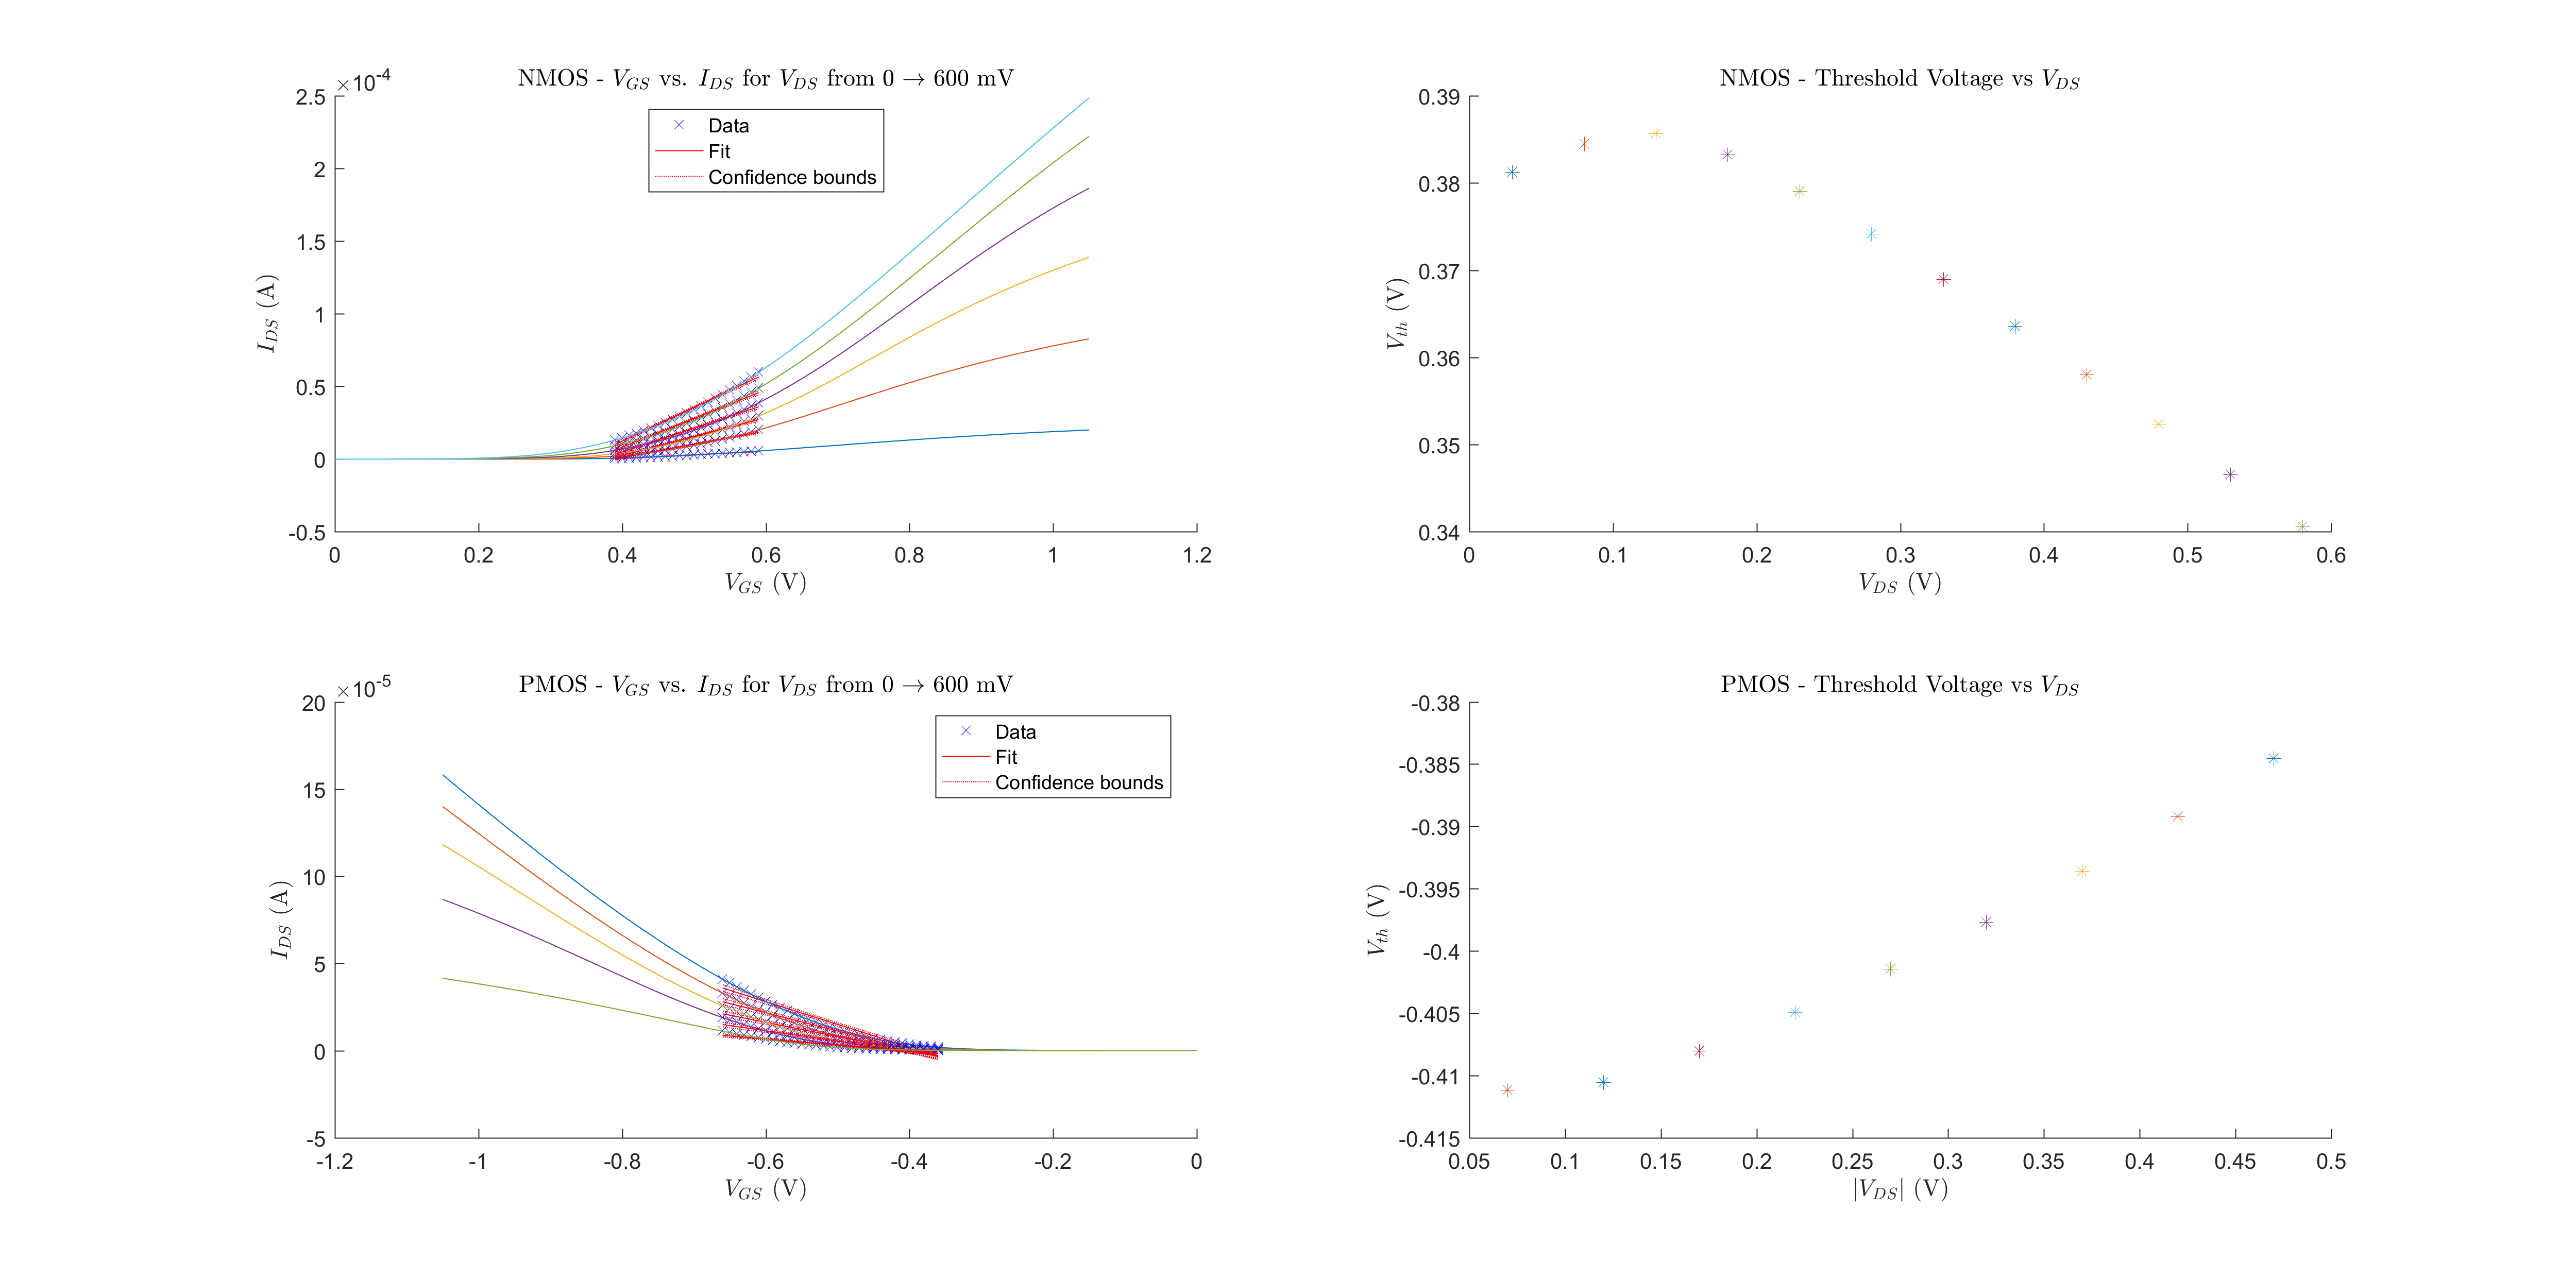 NMOS - V_GS vs. I_DS for V_DS from 0 → 600 mV
×10^-4
2.5
2
1.5
1
0.5
0
-0.5
I_DS (A)
Data
Fit
Confidence bounds
0 0.2 0.4 0.6 0.8 1 1.2
V_GS (V)
NMOS - Threshold Voltage vs V_DS
0.39
0.38
0.37
0.36
0.35
0.34
V_th (V)
0 0.1 0.2 0.3 0.4 0.5 0.6
V_DS (V)
PMOS - V_GS vs. I_DS for V_DS from 0 → 600 mV
×10^-5
20
15
10
5
0
-5
I_DS (A)
Data
Fit
Confidence bounds
-1.2 -1 -0.8 -0.6 -0.4 -0.2 0
V_GS (V)
PMOS - Threshold Voltage vs V_DS
-0.38
-0.385
-0.39
-0.395
-0.4
-0.405
-0.41
-0.415
V_th (V)
0.05 0.1 0.15 0.2 0.25 0.3 0.35 0.4 0.45 0.5
|V_DS| (V)